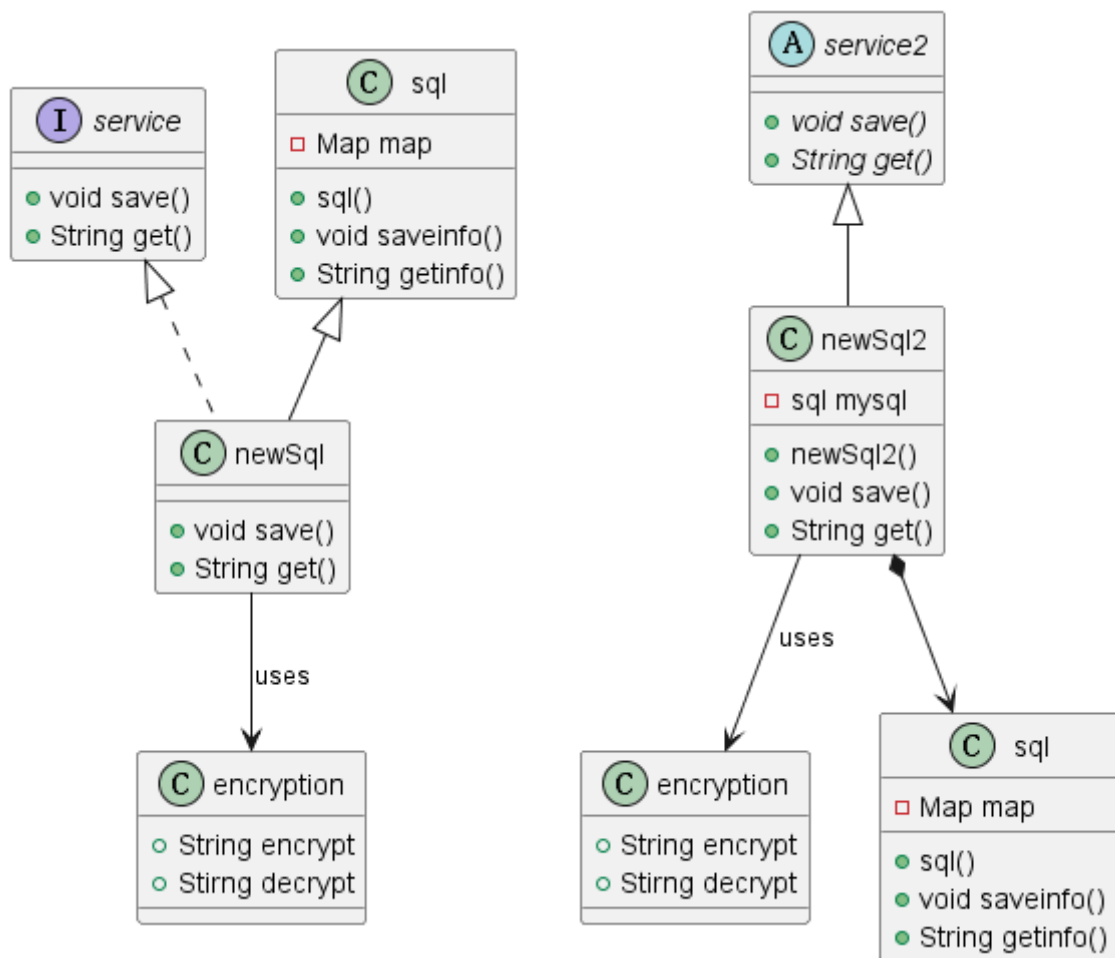 I service
void save()
String get()
C sql
Map map
sql()
void saveinfo()
String getinfo()
C newSql
void save()
String get()
uses
C encryption
String encrypt
Stirng decrypt
A service2
void save()
String get()
C newSql2
sql mysql
newSql2()
void save()
String get()
uses
C encryption
String encrypt
Stirng decrypt
C sql
Map map
sql()
void saveinfo()
String getinfo()